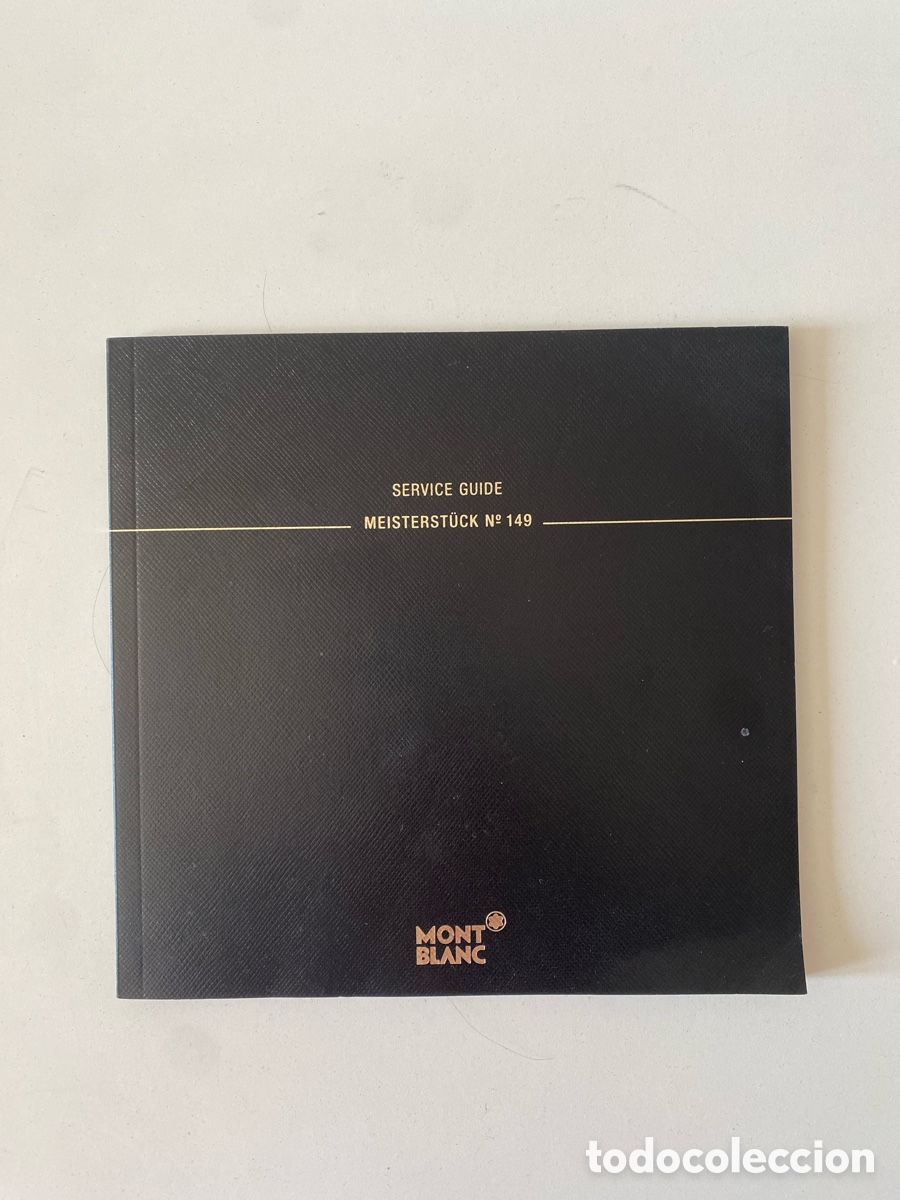 SERVICE GUIDE
MEISTERSTÜCK Nº 149
MONT
BLANC
todocoleccion